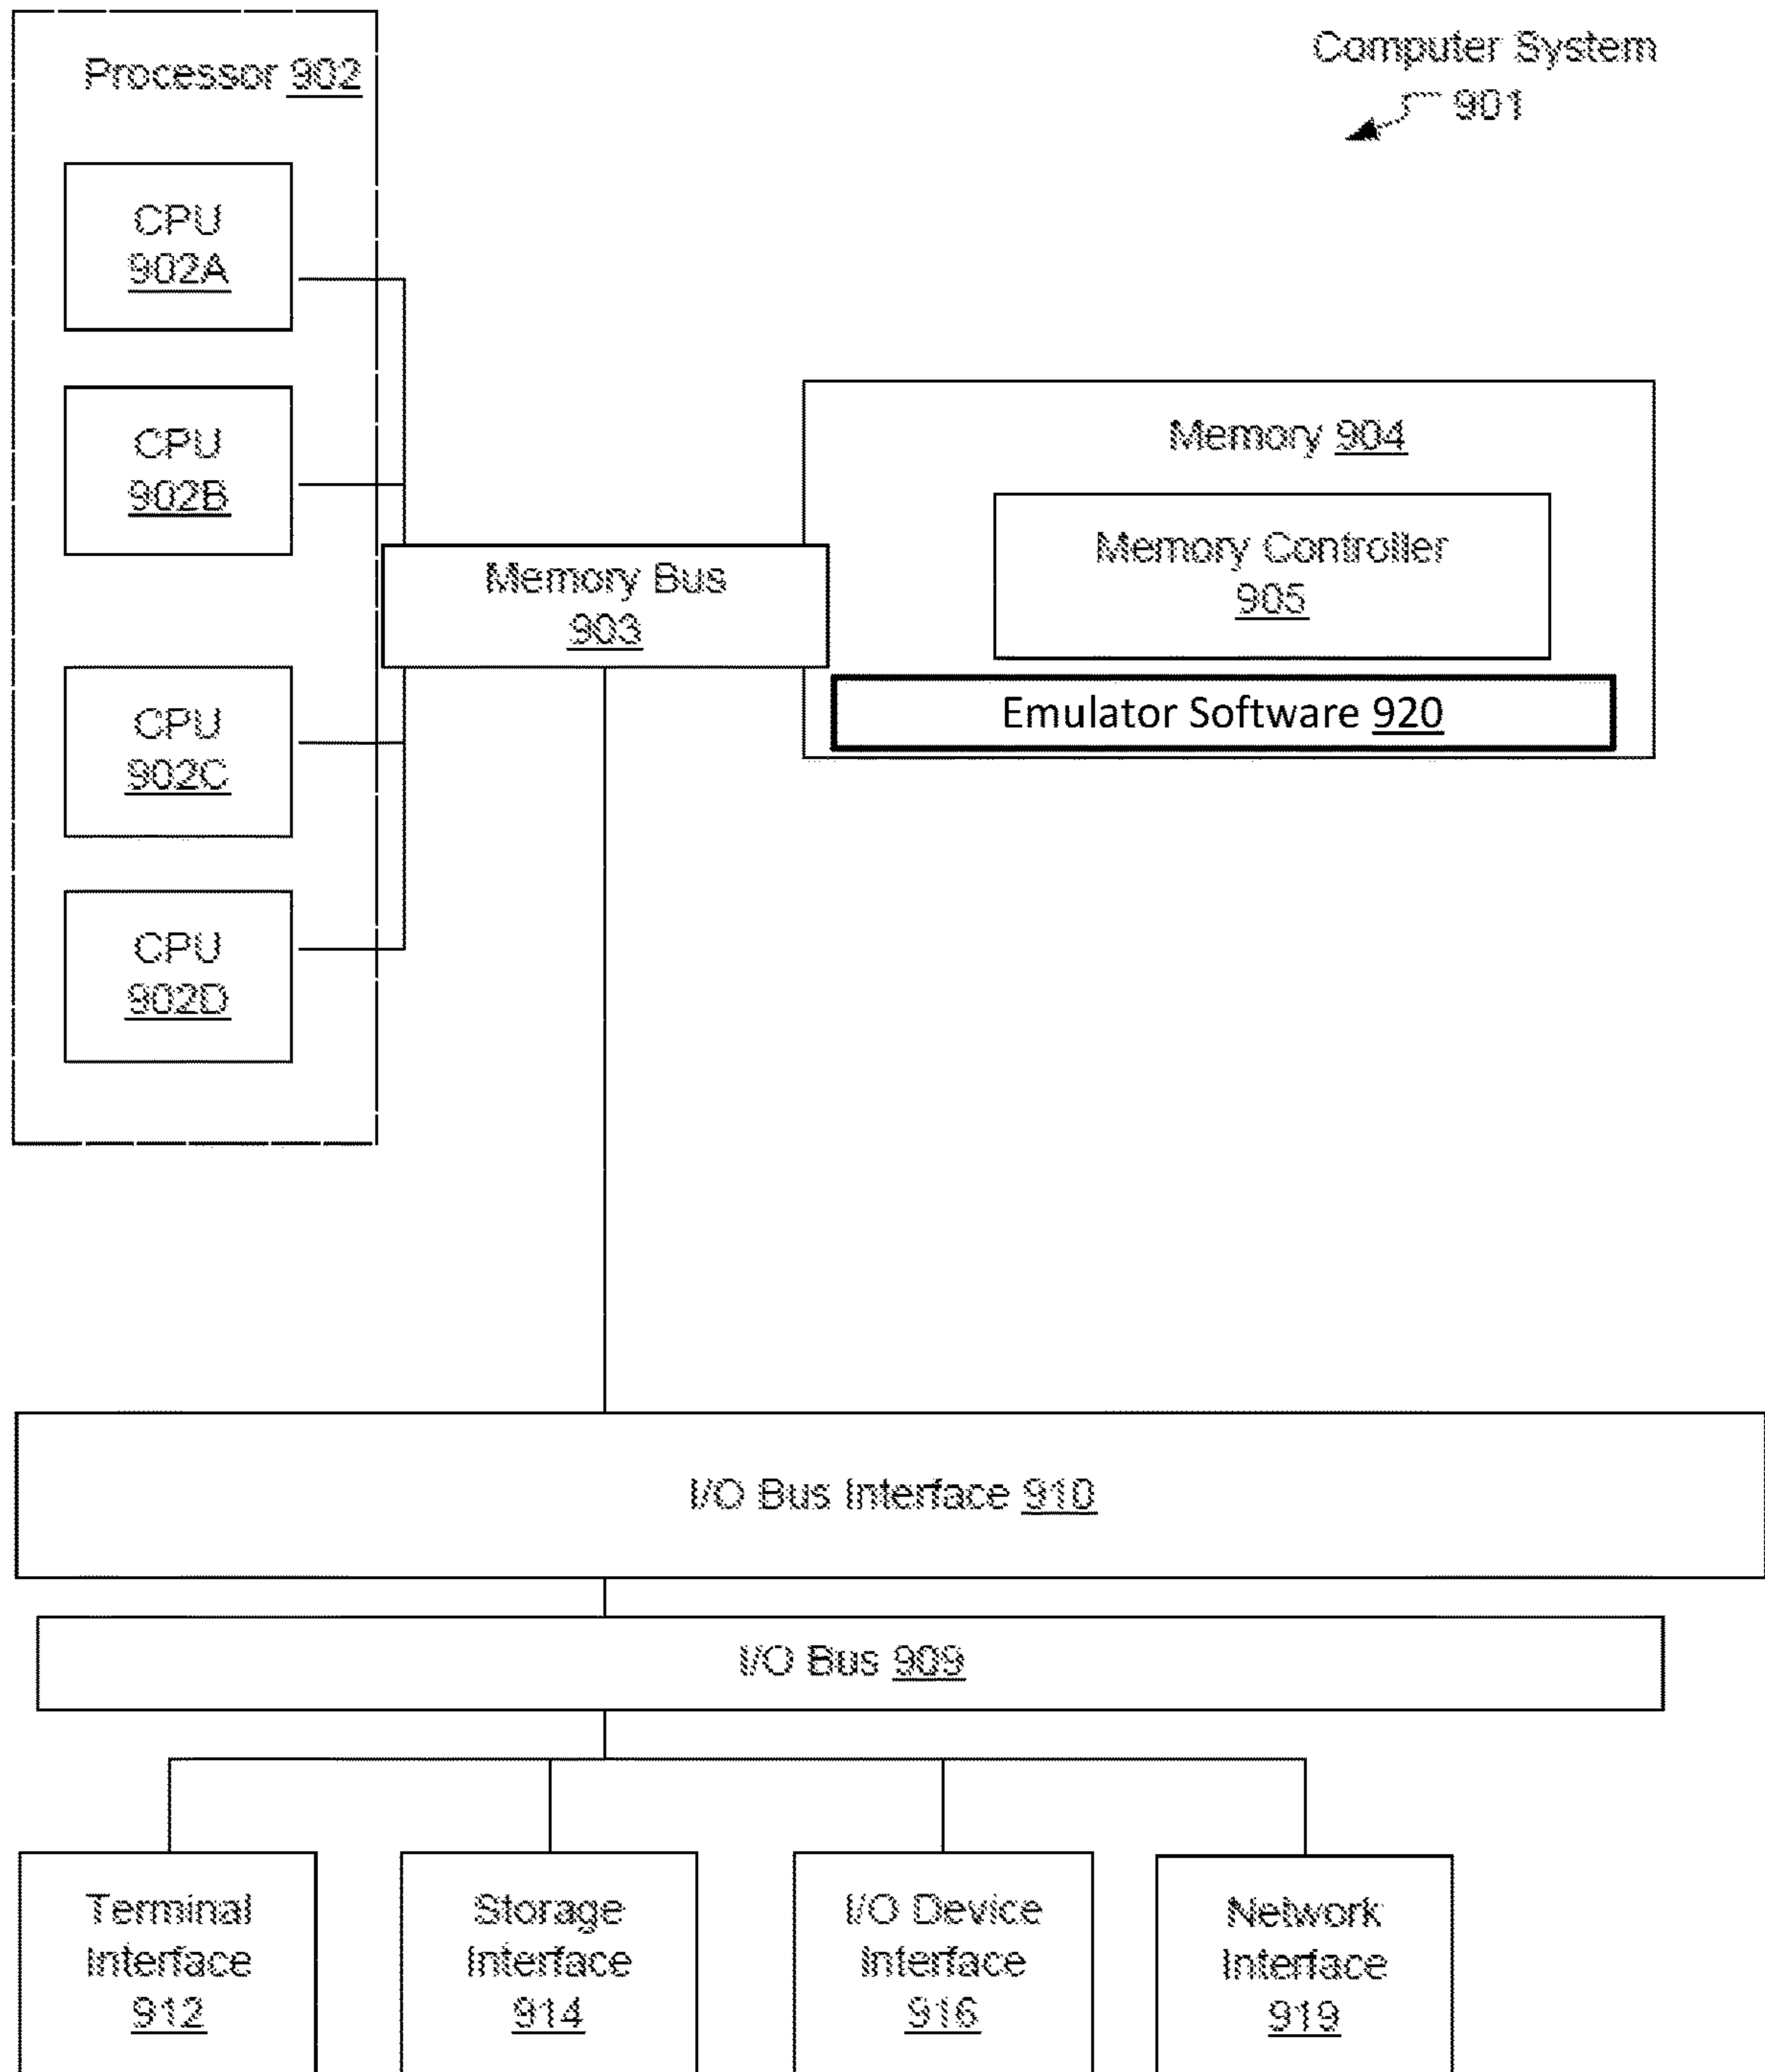 Processor 902
Computer System
901
CPU
902A
CPU
902B
Memory 904
Memory Controller
905
Memory Bus
903
Emulator Software 920
CPU
902C
CPU
902D
I/O Bus Interface 910
I/O Bus 909
Terminal
Interface
912
Storage
Interface
914
I/O Device
Interface
916
Network
Interface
919